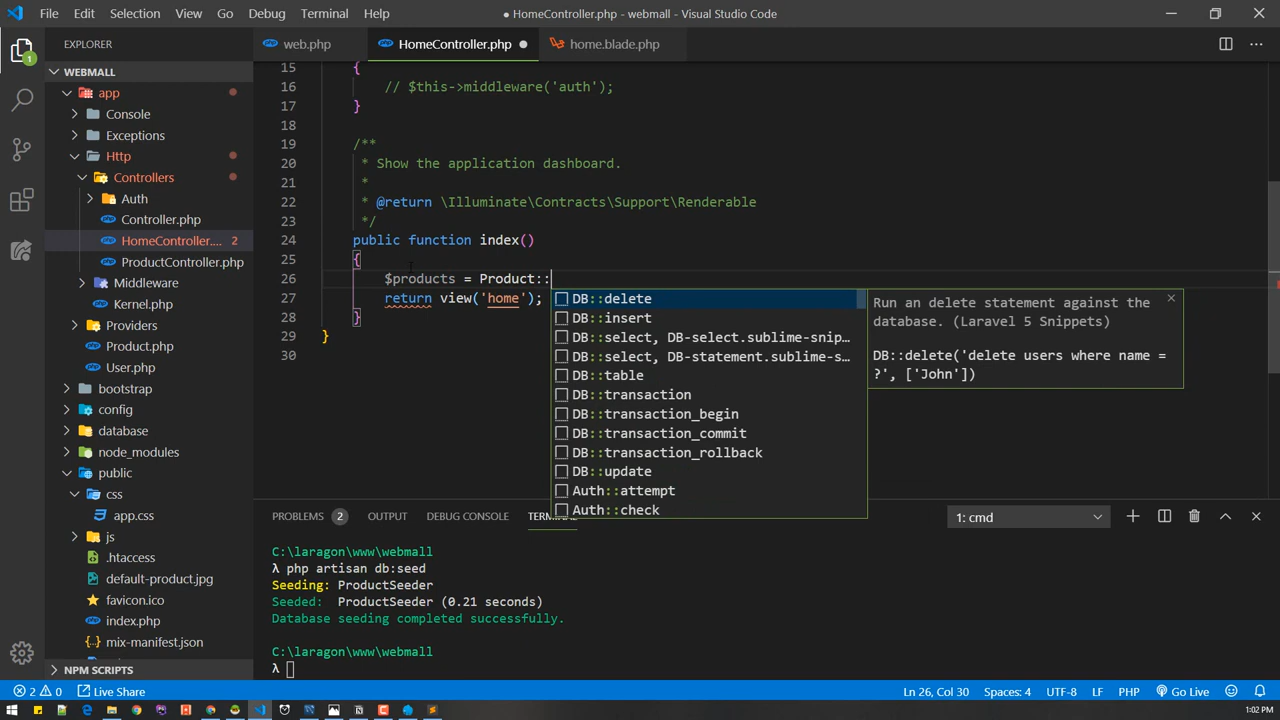 File Edit Selection View Go Debug Terminal Help
● HomeController.php - webmall - Visual Studio Code
EXPLORER
web.php
HomeController.php
home.blade.php
WEBMALL
app
Console
Exceptions
Http
Controllers
Auth
Controller.php
HomeController.... 2
ProductController.php
Middleware
Kernel.php
Providers
Product.php
User.php
bootstrap
config
database
node_modules
public
css
app.css
js
.htaccess
default-product.jpg
favicon.ico
index.php
mix-manifest.json
NPM SCRIPTS
15 {
16 // $this->middleware('auth');
17 }
18
19 /**
20 * Show the application dashboard.
21 *
22 * @return \Illuminate\Contracts\Support\Renderable
23 */
24 public function index()
25 {
26 $products = Product::
27 return view('home');
28 }
29 }
30
DB::delete
DB::insert
DB::select, DB-select.sublime-snip...
DB::select, DB-statement.sublime-s...
DB::table
DB::transaction
DB::transaction_begin
DB::transaction_commit
DB::transaction_rollback
DB::update
Auth::attempt
Auth::check
Run an delete statement against the
database. (Laravel 5 Snippets)
DB::delete('delete users where name =
?', ['John'])
PROBLEMS 2 OUTPUT DEBUG CONSOLE TERMINAL
1: cmd
C:\laragon\www\webmall
λ php artisan db:seed
Seeding: ProductSeeder
Seeded: ProductSeeder (0.21 seconds)
Database seeding completed successfully.
C:\laragon\www\webmall
λ
1
2 0 Live Share
Ln 26, Col 30 Spaces: 4 UTF-8 LF PHP Go Live
1:02 PM